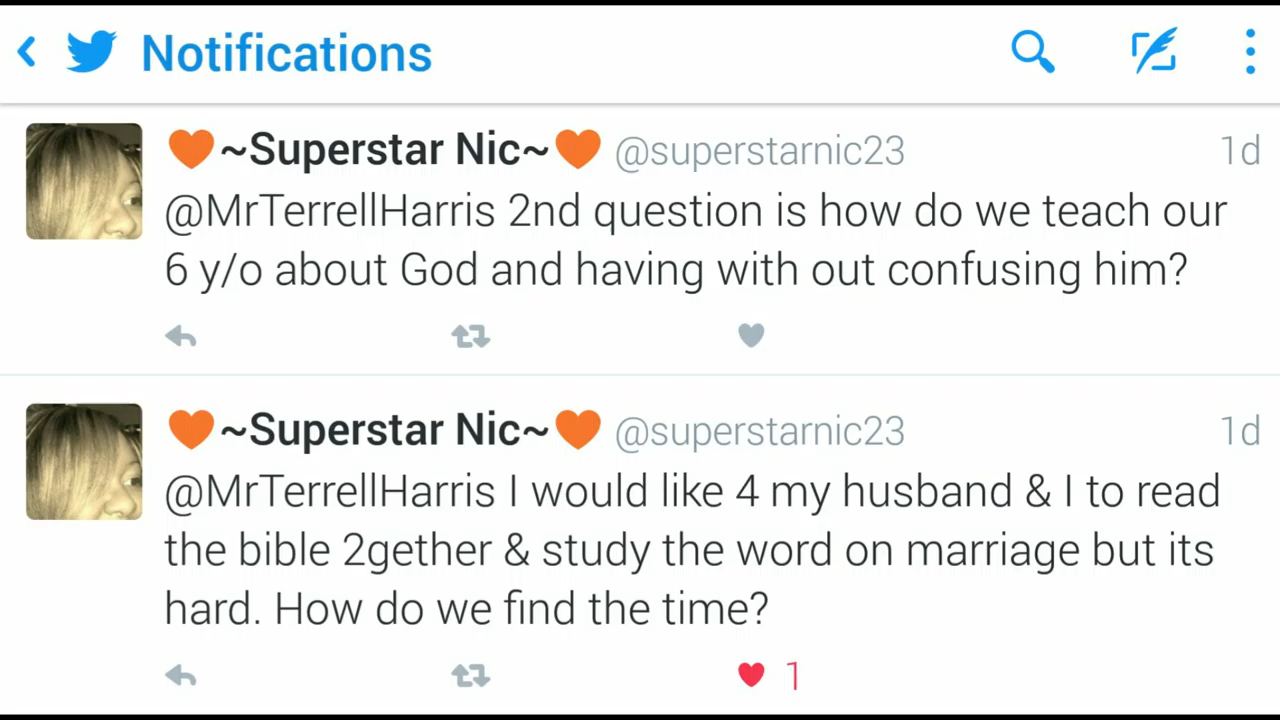 Notifications
🧡~Superstar Nic~🧡 @superstarnic23 1d
@MrTerrellHarris 2nd question is how do we teach our
6 y/o about God and having with out confusing him?
🧡~Superstar Nic~🧡 @superstarnic23 1d
@MrTerrellHarris I would like 4 my husband & I to read
the bible 2gether & study the word on marriage but its
hard. How do we find the time?
1